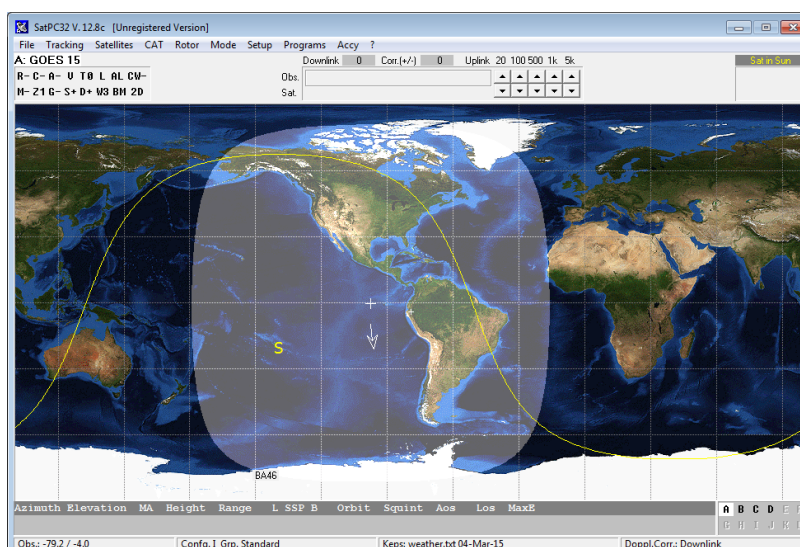 SatPC32 V. 12.8c [Unregistered Version]
File Tracking Satellites CAT Rotor Mode Setup Programs Accy ?
A: GOES 15
Downlink 0 Corr.(+/-) 0 Uplink 20 100 500 1k 5k
Sat in Sun
R- C- A- V T0 L AL CW-
M- Z1 G- S+ D+ W3 BM 2D
Obs.
Sat.
S
BA46
Azimuth Elevation MA Height Range L SSP B Orbit Squint Aos Los MaxE
A B C D E F
G H I J K L
Obs.: -79.2 / -4.0 Confg. I Grp. Standard Keps: weather.txt 04-Mar-15 Doppl.Corr.: Downlink